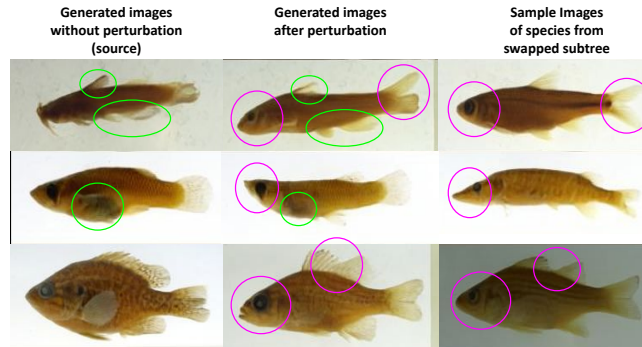 Generated images
without perturbation
(source)
Generated images
after perturbation
Sample Images
of species from
swapped subtree